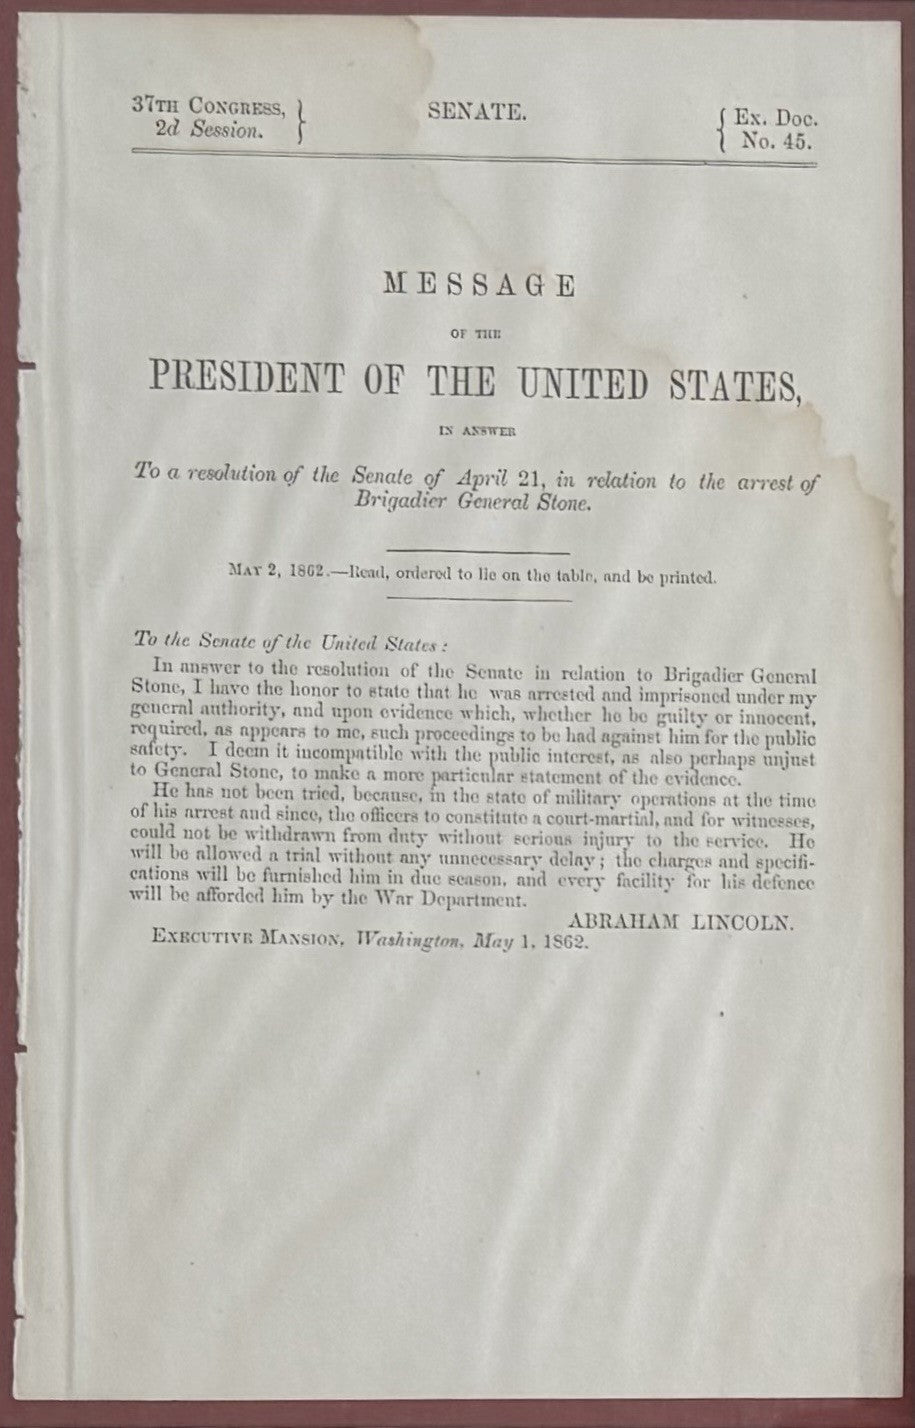 37TH CONGRESS, } SENATE. { Ex. Doc.
2d Session. } { No. 45.
MESSAGE
OF THE
PRESIDENT OF THE UNITED STATES,
IN ANSWER
To a resolution of the Senate of April 21, in relation to the arrest of
Brigadier General Stone.
MAY 2, 1862.—Read, ordered to lie on the table, and be printed.
To the Senate of the United States:
In answer to the resolution of the Senate in relation to Brigadier General
Stone, I have the honor to state that he was arrested and imprisoned under my
general authority, and upon evidence which, whether he be guilty or innocent,
required, as appears to me, such proceedings to be had against him for the public
safety. I deem it incompatible with the public interest, as also perhaps unjust
to General Stone, to make a more particular statement of the evidence.
He has not been tried, because, in the state of military operations at the time
of his arrest and since, the officers to constitute a court-martial, and for witnesses,
could not be withdrawn from duty without serious injury to the service. He
will be allowed a trial without any unnecessary delay; the charges and specifi-
cations will be furnished him in due season, and every facility for his defence
will be afforded him by the War Department.
ABRAHAM LINCOLN.
EXECUTIVE MANSION, Washington, May 1, 1862.